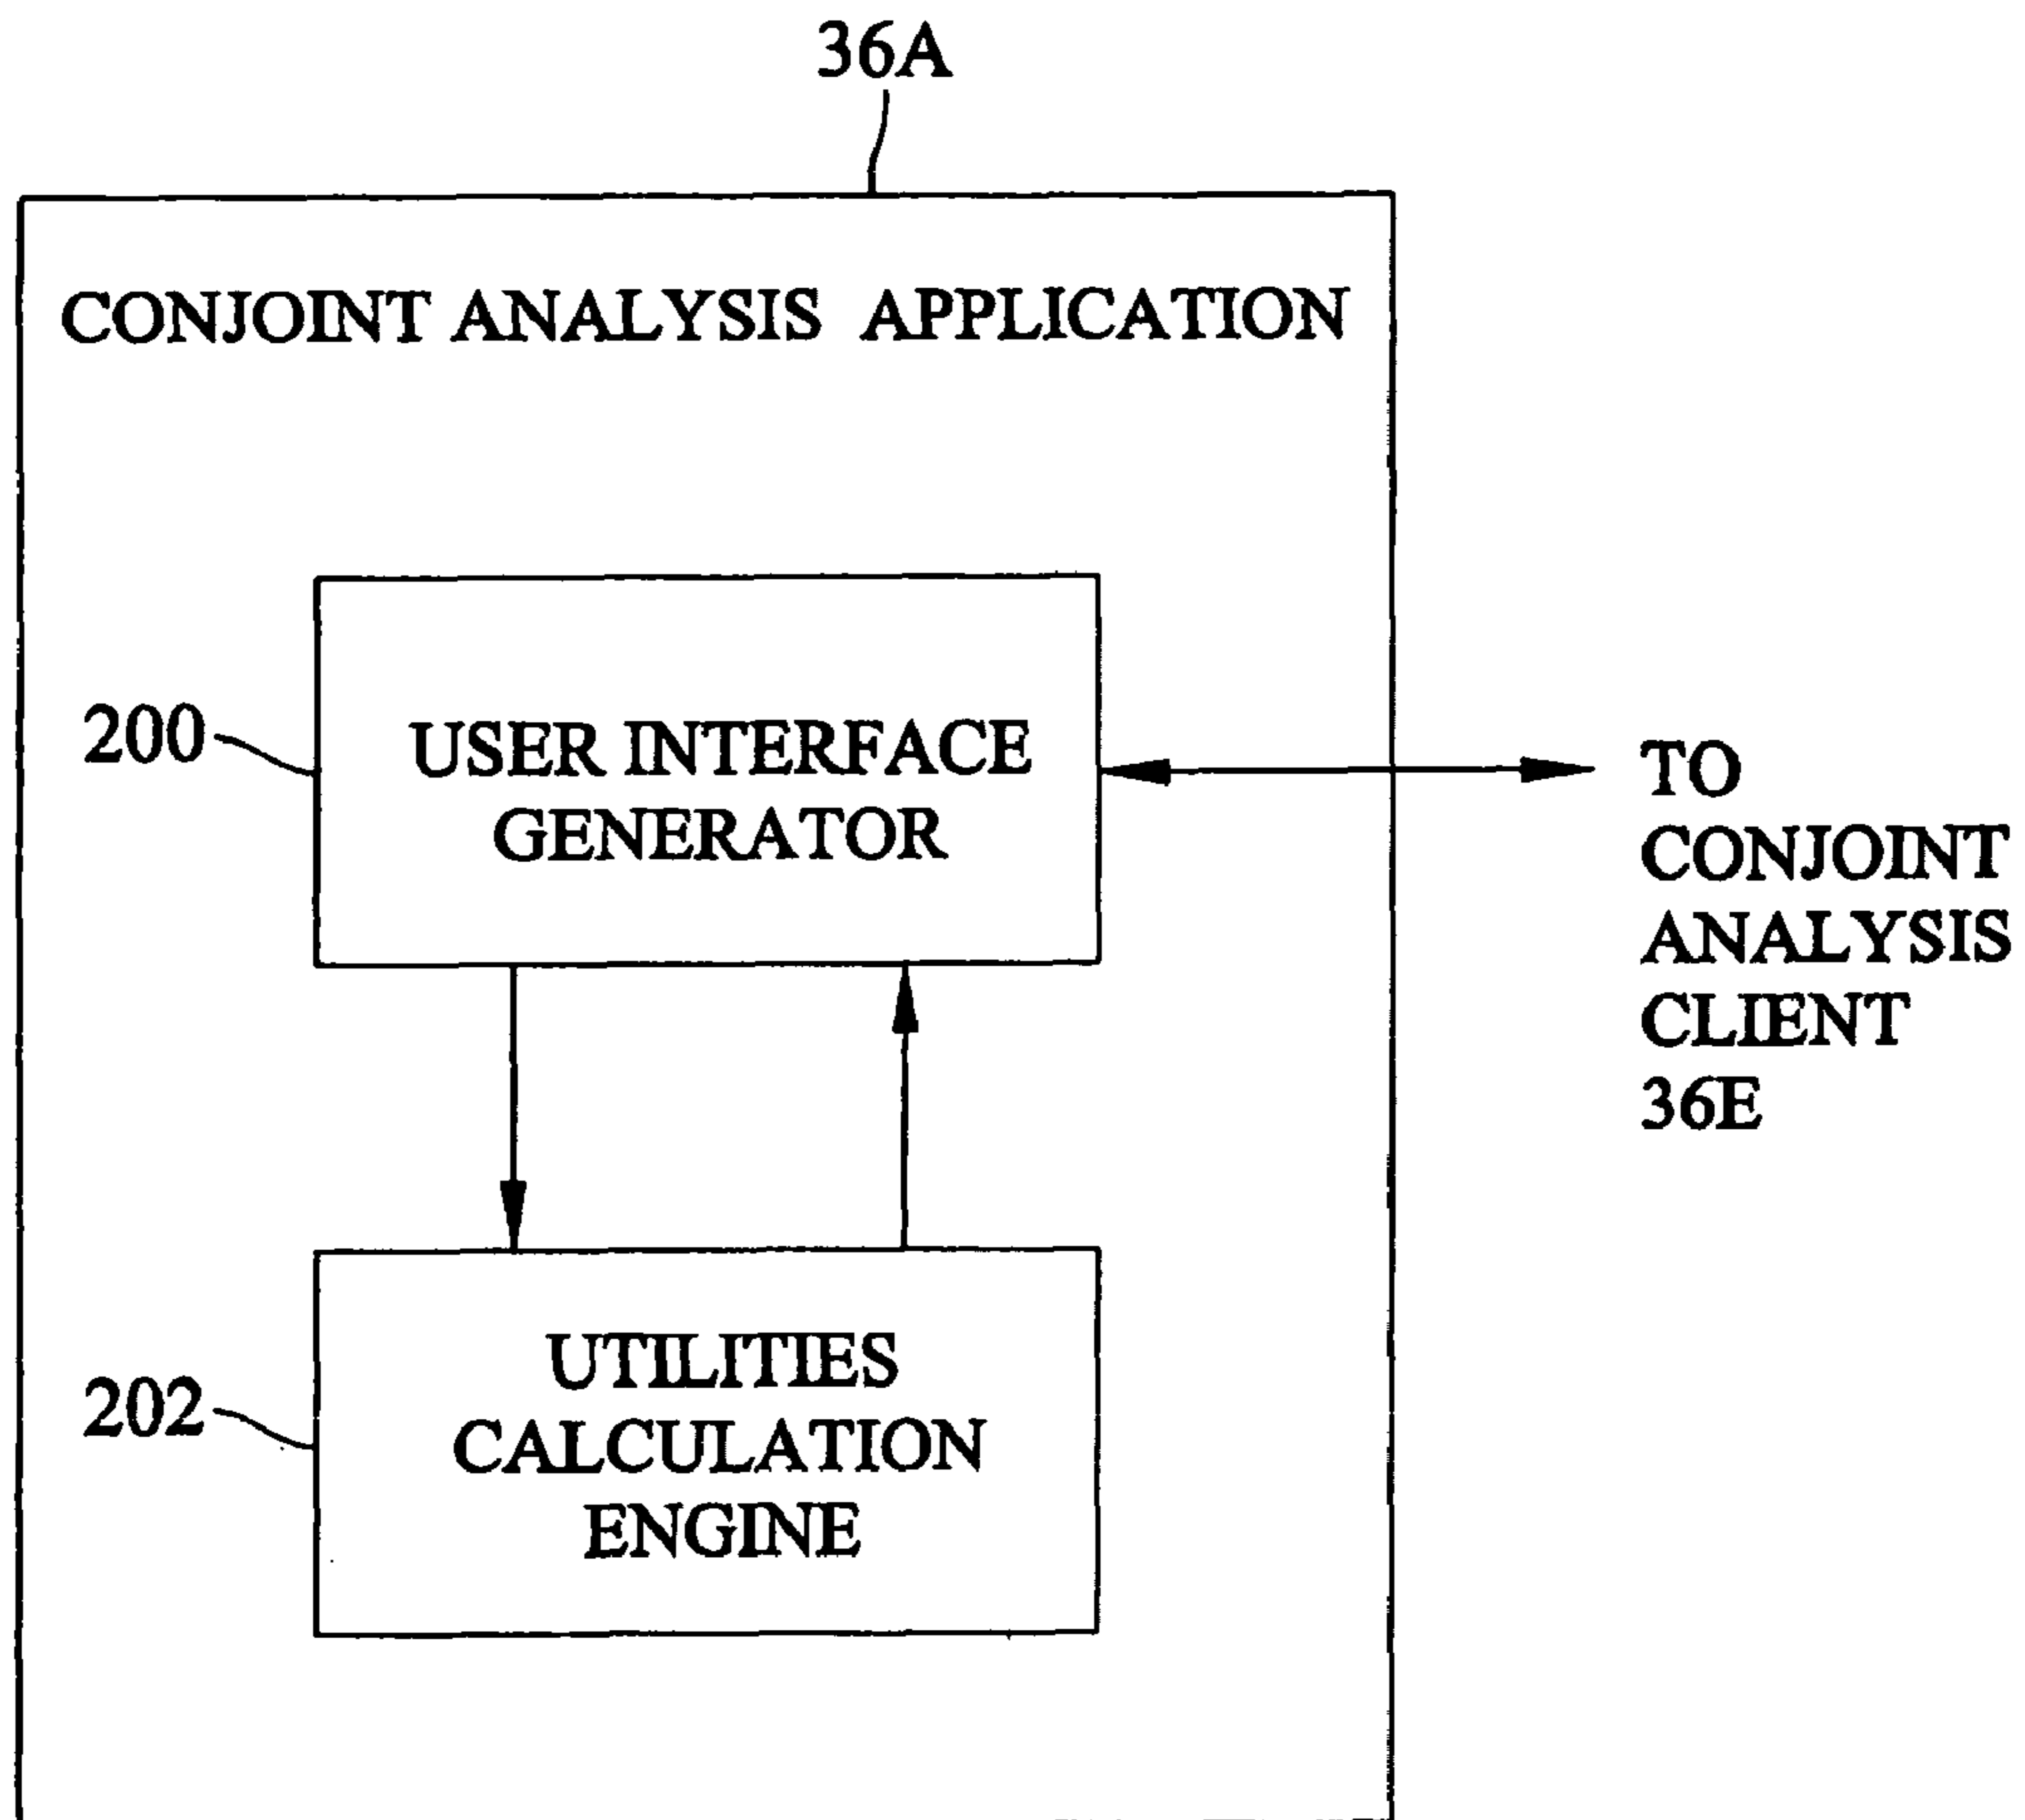 36A
CONJOINT ANALYSIS APPLICATION
200
USER INTERFACE
GENERATOR
TO
CONJOINT
ANALYSIS
CLIENT
36E
202
UTILITIES
CALCULATION
ENGINE